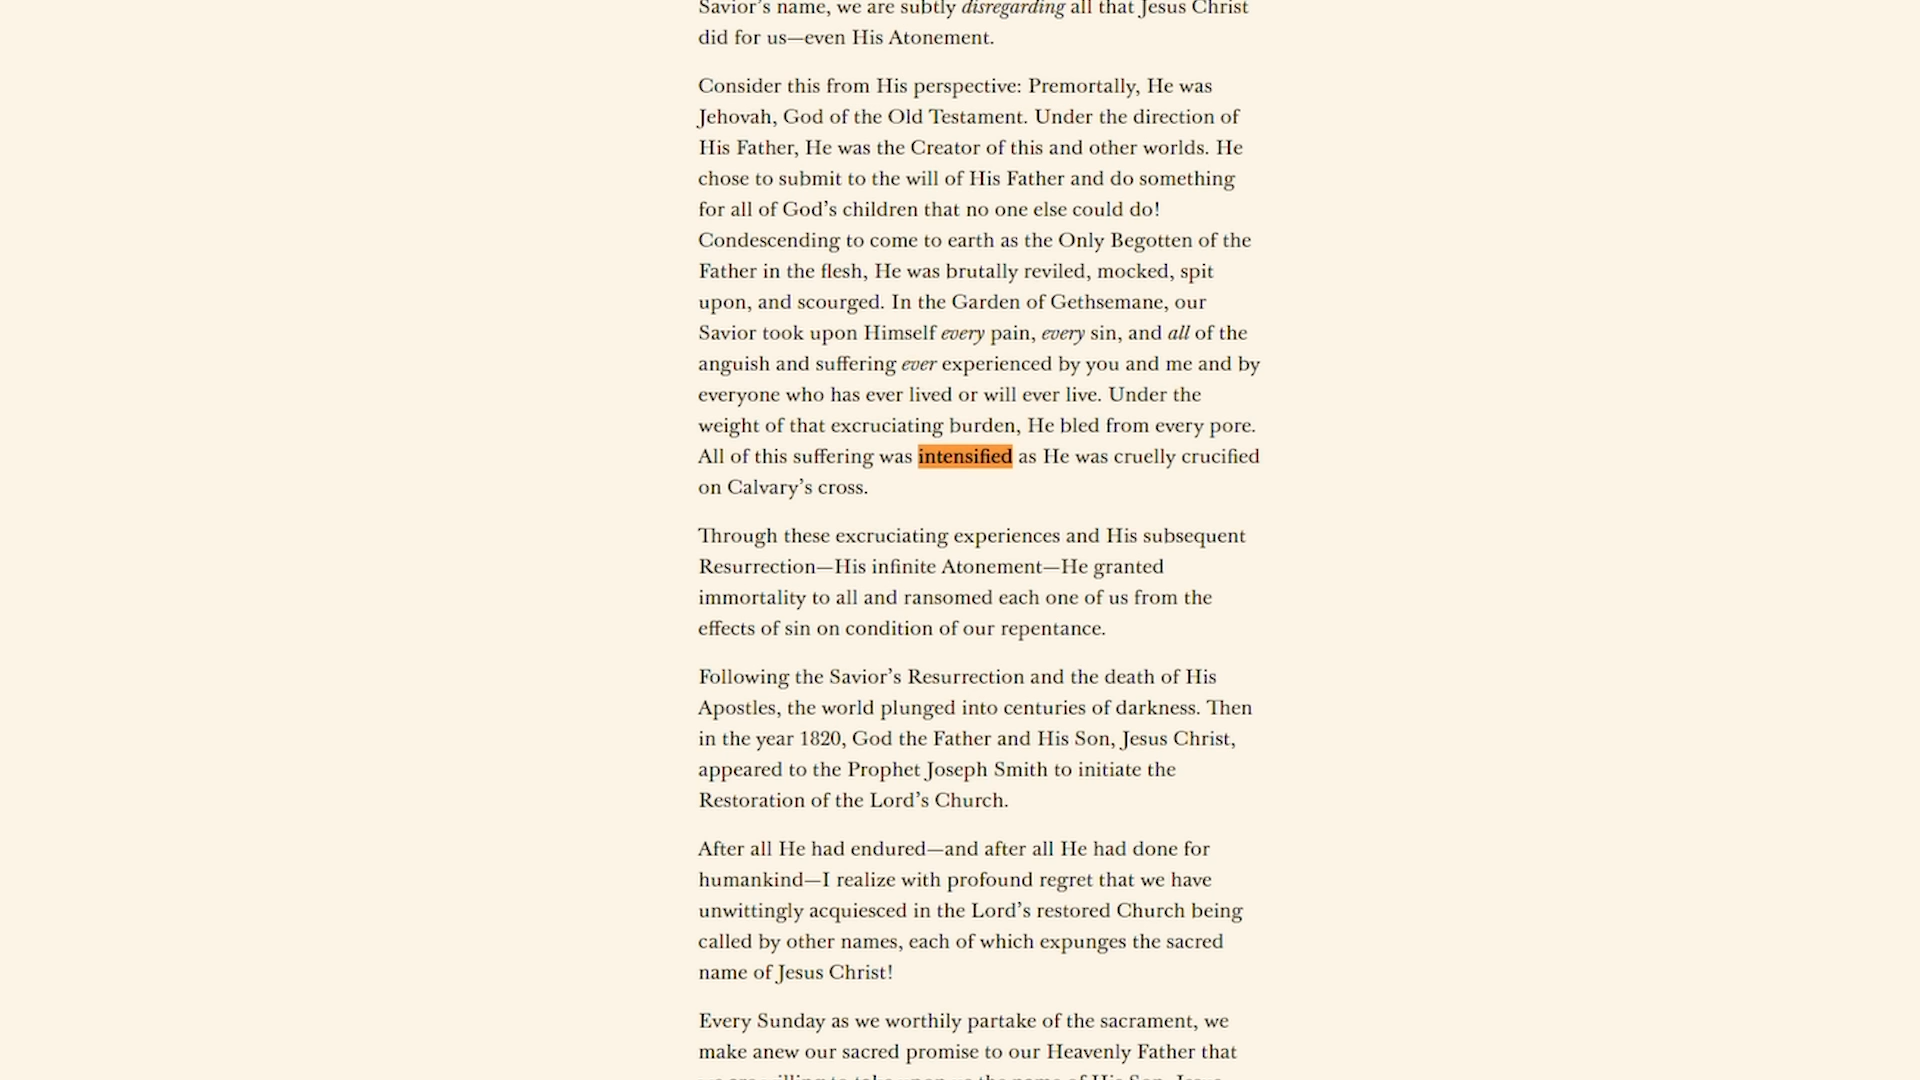 Savior’s name, we are subtly disregarding all that Jesus Christ
did for us—even His Atonement.
Consider this from His perspective: Premortally, He was
Jehovah, God of the Old Testament. Under the direction of
His Father, He was the Creator of this and other worlds. He
chose to submit to the will of His Father and do something
for all of God’s children that no one else could do!
Condescending to come to earth as the Only Begotten of the
Father in the flesh, He was brutally reviled, mocked, spit
upon, and scourged. In the Garden of Gethsemane, our
Savior took upon Himself every pain, every sin, and all of the
anguish and suffering ever experienced by you and me and by
everyone who has ever lived or will ever live. Under the
weight of that excruciating burden, He bled from every pore.
All of this suffering was intensified as He was cruelly crucified
on Calvary’s cross.
Through these excruciating experiences and His subsequent
Resurrection—His infinite Atonement—He granted
immortality to all and ransomed each one of us from the
effects of sin on condition of our repentance.
Following the Savior’s Resurrection and the death of His
Apostles, the world plunged into centuries of darkness. Then
in the year 1820, God the Father and His Son, Jesus Christ,
appeared to the Prophet Joseph Smith to initiate the
Restoration of the Lord’s Church.
After all He had endured—and after all He had done for
humankind—I realize with profound regret that we have
unwittingly acquiesced in the Lord’s restored Church being
called by other names, each of which expunges the sacred
name of Jesus Christ!
Every Sunday as we worthily partake of the sacrament, we
make anew our sacred promise to our Heavenly Father that
we are willing to take upon us the name of His Son, Jesus